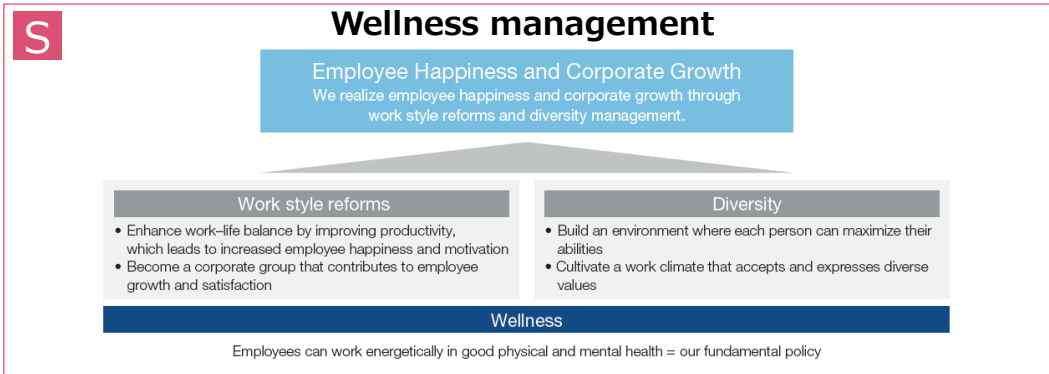 S
Wellness management
Employee Happiness and Corporate Growth
We realize employee happiness and corporate growth through
work style reforms and diversity management.
Work style reforms
• Enhance work–life balance by improving productivity,
which leads to increased employee happiness and motivation
• Become a corporate group that contributes to employee
growth and satisfaction
Diversity
• Build an environment where each person can maximize their
abilities
• Cultivate a work climate that accepts and expresses diverse
values
Wellness
Employees can work energetically in good physical and mental health = our fundamental policy